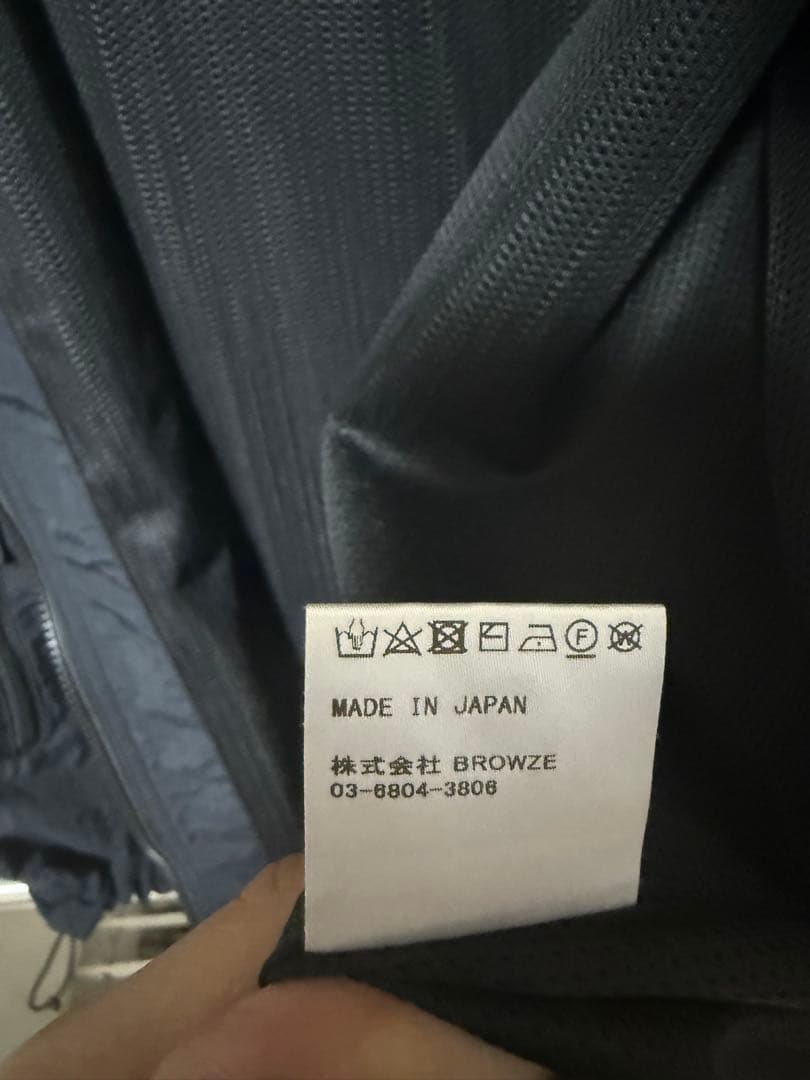 F W
MADE IN JAPAN
株式会社 BROWZE
03-6804-3806